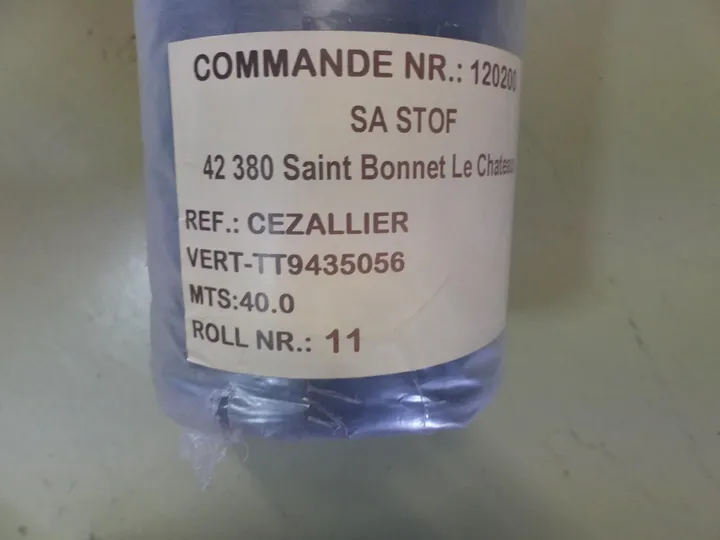 COMMANDE NR.: 120200
SA STOF
42 380 Saint Bonnet Le Chateau
REF.: CEZALLIER
VERT-TT9435056
MTS:40.0
ROLL NR.: 11